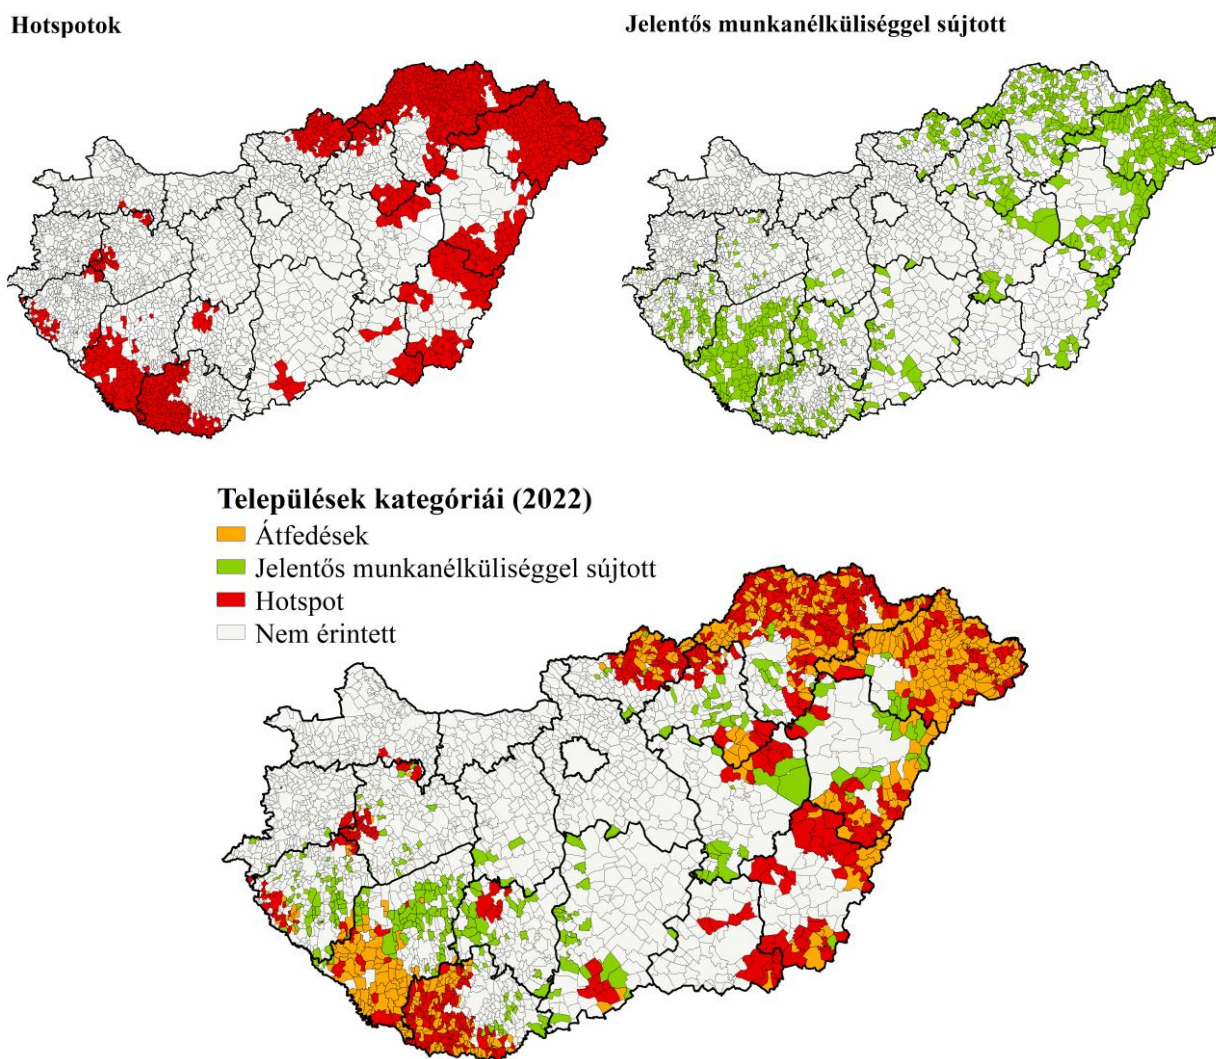 Hotspotok
Jelentős munkanélküliséggel sújtott
Települések kategóriái (2022)
Átfedések
Jelentős munkanélküliséggel sújtott
Hotspot
Nem érintett